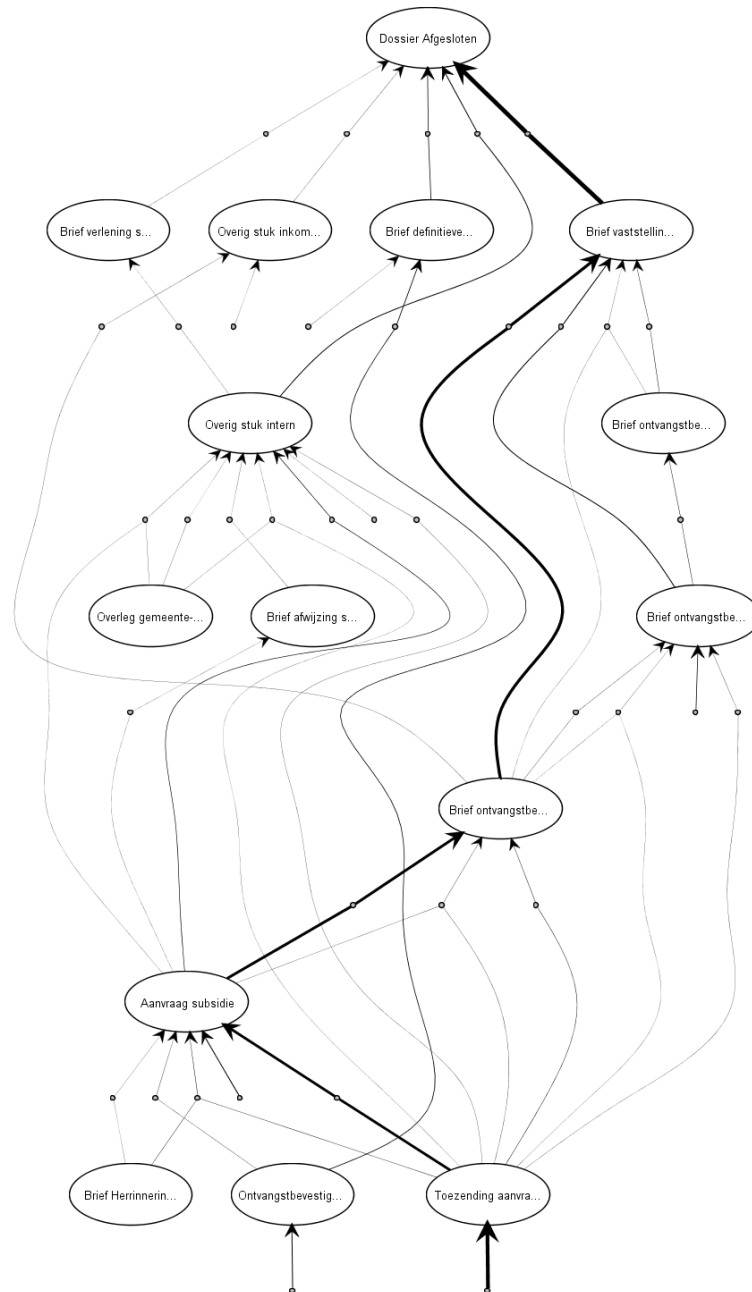 Dossier Afgesloten
Brief verlening s...
Overig stuk inkom...
Brief definitieve...
Brief vaststellin...
Overig stuk intern
Brief ontvangstbe...
Overleg gemeente-...
Brief afwijzing s...
Brief ontvangstbe...
Brief ontvangstbe...
Aanvraag subsidie
Brief Herrinnerin...
Ontvangstbevestig...
Toezending aanvra...